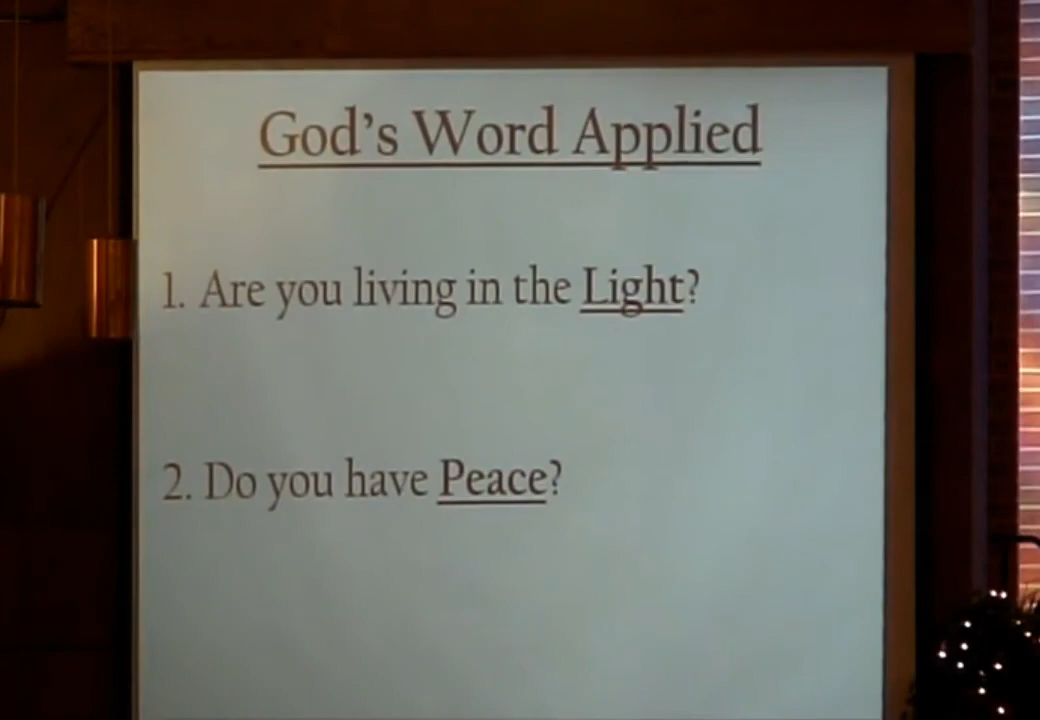 God's Word Applied
1. Are you living in the Light?
2. Do you have Peace?